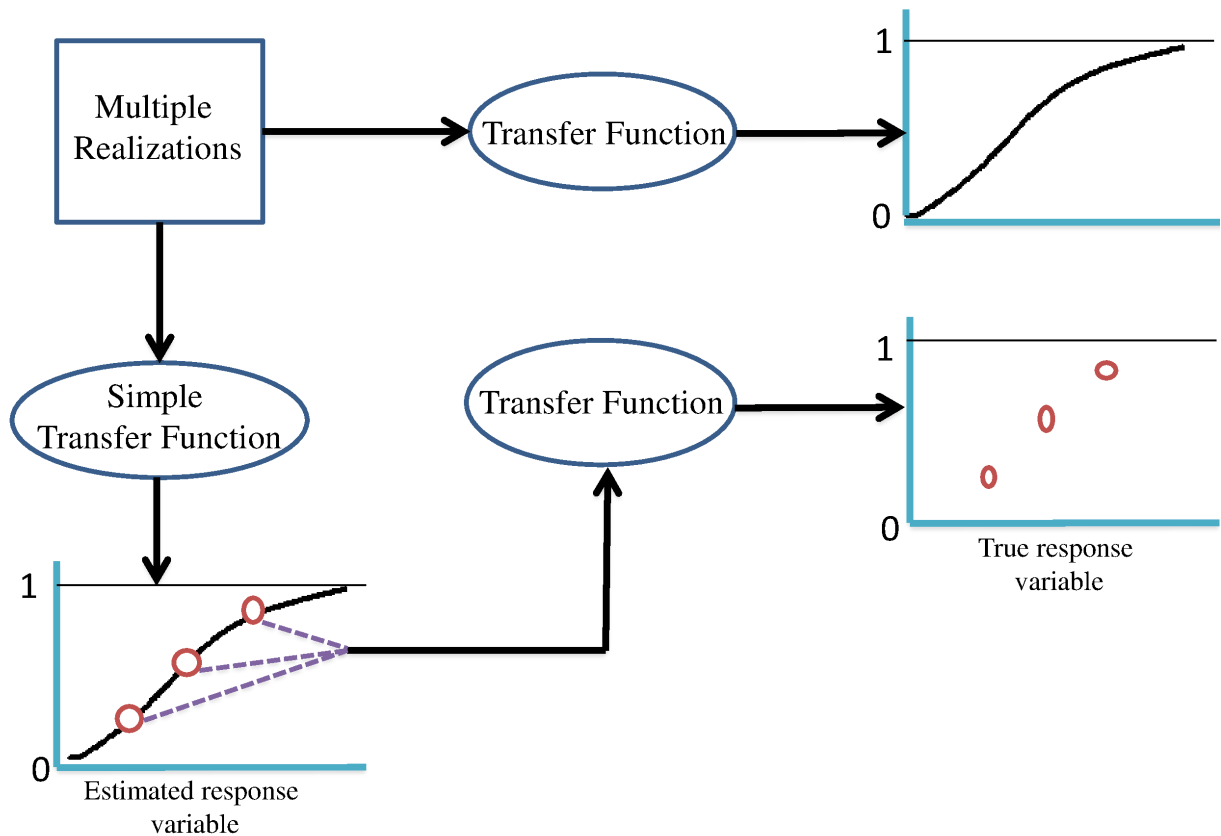 Multiple
Realizations
Transfer Function
1
0
Simple
Transfer Function
Transfer Function
1
0
True response
variable
1
0
Estimated response
variable